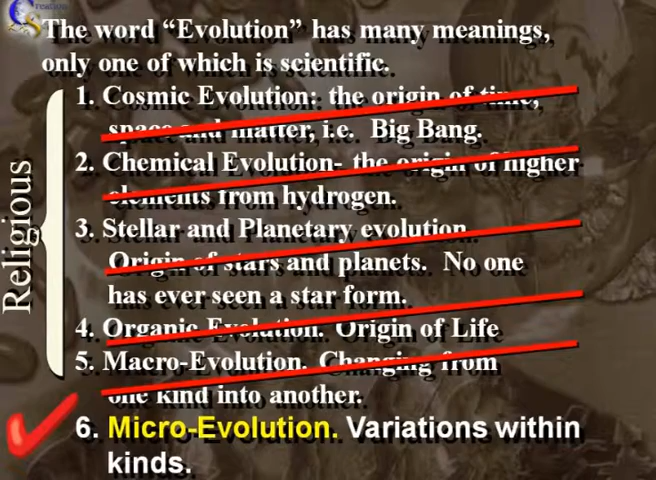 Creation
The word “Evolution” has many meanings,
only one of which is scientific.
Religious
1. Cosmic Evolution: the origin of time,
space and matter, i.e. Big Bang.
2. Chemical Evolution- the origin of higher
elements from hydrogen.
3. Stellar and Planetary evolution.
Origin of stars and planets. No one
has ever seen a star form.
4. Organic Evolution. Origin of Life
5. Macro-Evolution. Changing from
one kind into another.
6. Micro-Evolution. Variations within
kinds.